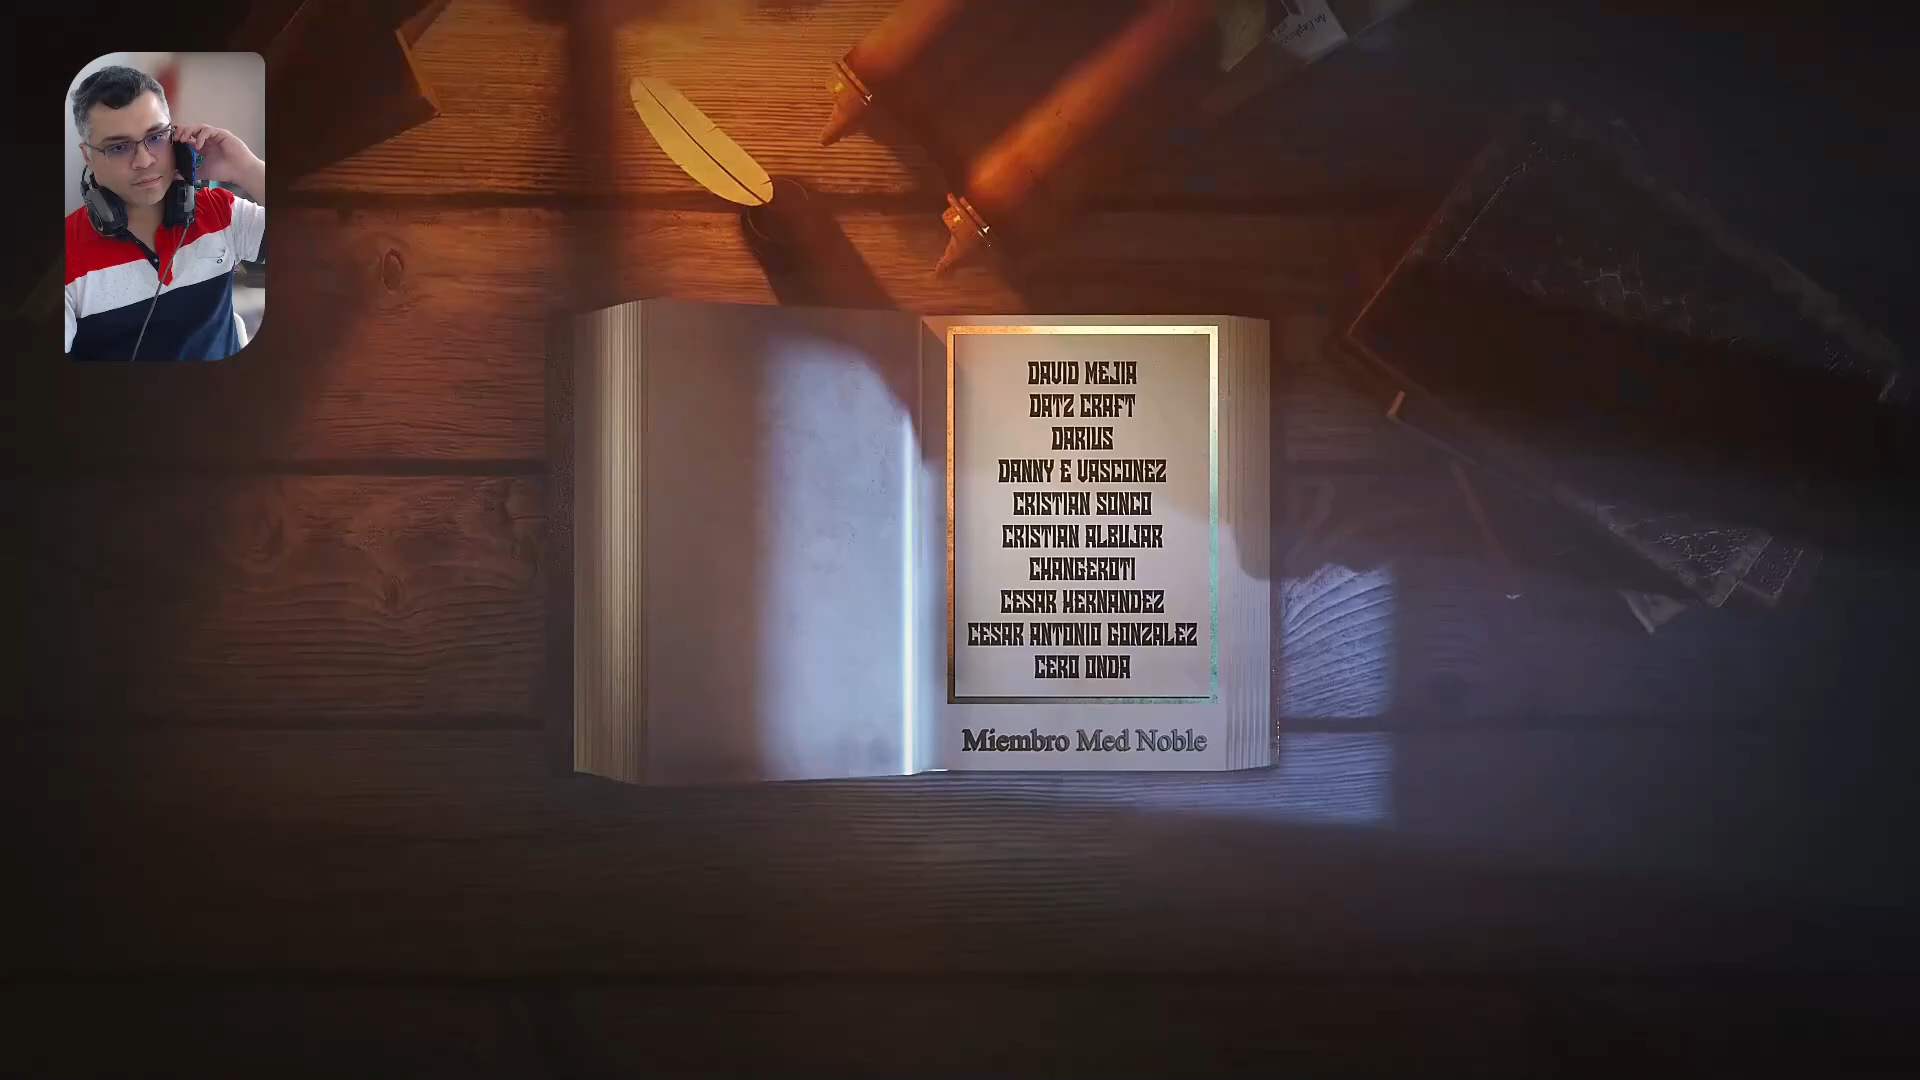 DAVID MEJIA
DATZ CRAFT
DARIUS
DANNY E VASCONEZ
CRISTIAN SONCO
CRISTIAN ALBUJAR
CHANGEROTI
CESAR HERNANDEZ
CESAR ANTONIO GONZALEZ
CERO ONDA
Miembro Med Noble